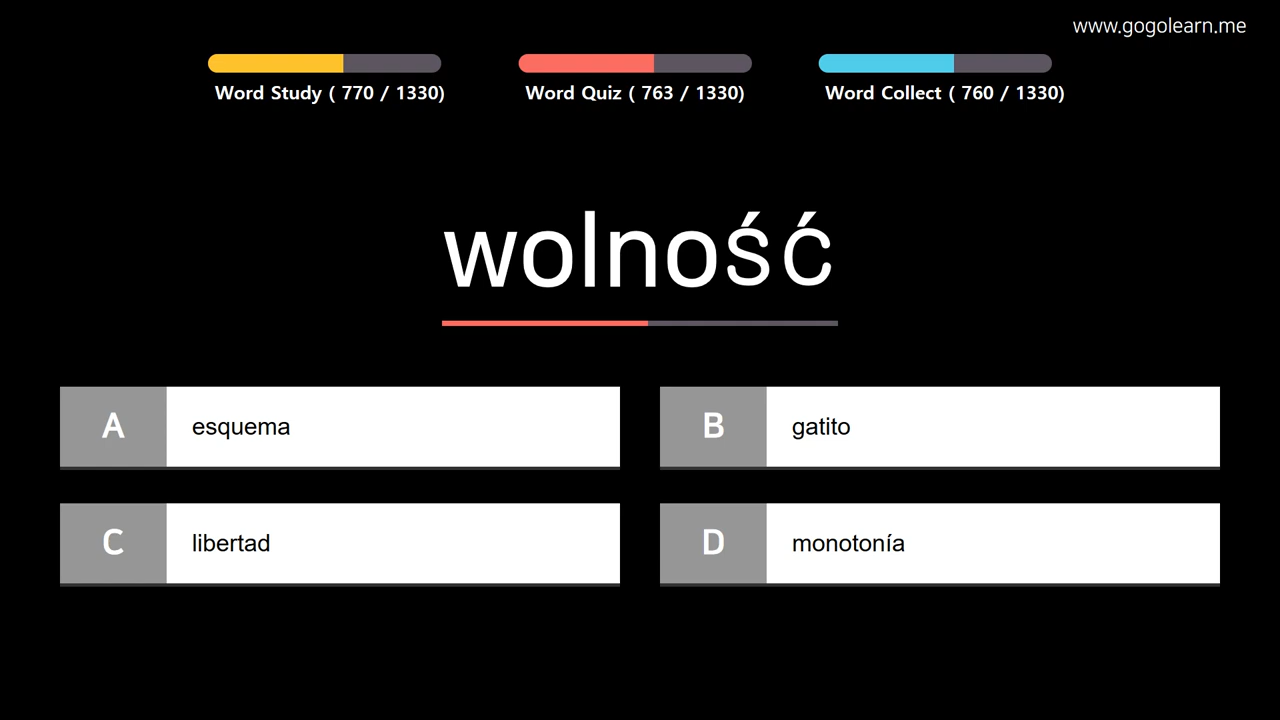 www.gogolearn.me
Word Study ( 770 / 1330)
Word Quiz ( 763 / 1330)
Word Collect ( 760 / 1330)
wolność
A esquema
B gatito
C libertad
D monotonía